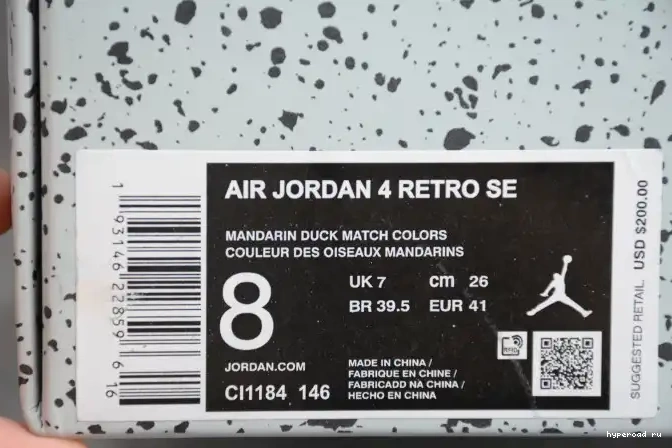 AIR JORDAN 4 RETRO SE
MANDARIN DUCK MATCH COLORS
COULEUR DES OISEAUX MANDARINS
8
UK 7 cm 26
BR 39.5 EUR 41
JORDAN.COM
CI1184 146
MADE IN CHINA /
FABRIQUE EN CHINE /
FABRICADO NA CHINA /
HECHO EN CHINA
1 93146 22859 6 16
SUGGESTED RETAIL USD $200.00
hyperoad ru